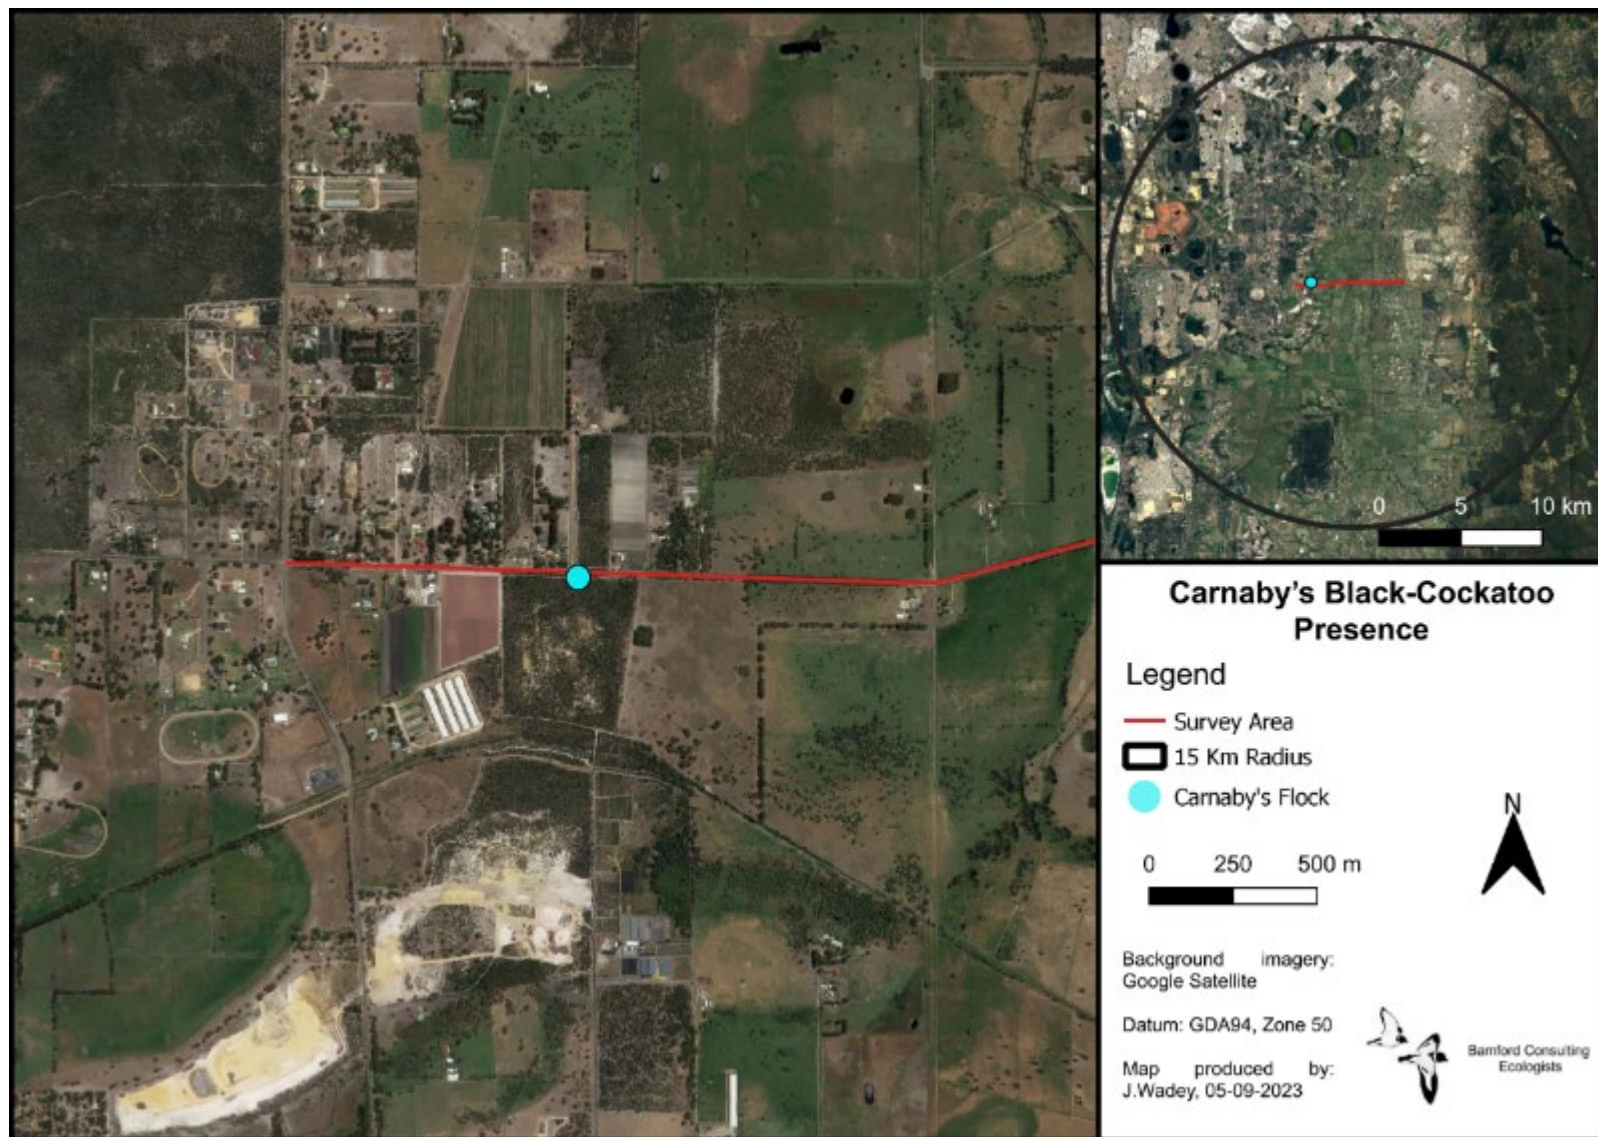 0 5 10 km
Carnaby's Black-Cockatoo
Presence
Legend
Survey Area
15 Km Radius
Carnaby's Flock
N
0 250 500 m
Background imagery:
Google Satellite
Datum: GDA94, Zone 50
Map produced by:
J.Wadey, 05-09-2023
Bamford Consulting
Ecologists